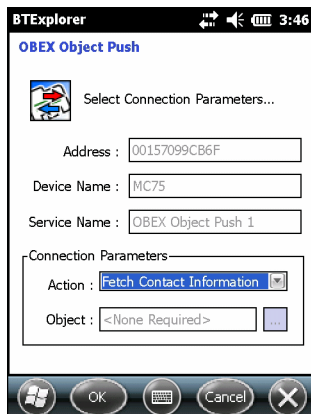 BTExplorer 3:46
OBEX Object Push
Select Connection Parameters...
Address : 00157099CB6F
Device Name : MC75
Service Name : OBEX Object Push 1
Connection Parameters
Action : Fetch Contact Information
Object : <None Required> ...
OK Cancel